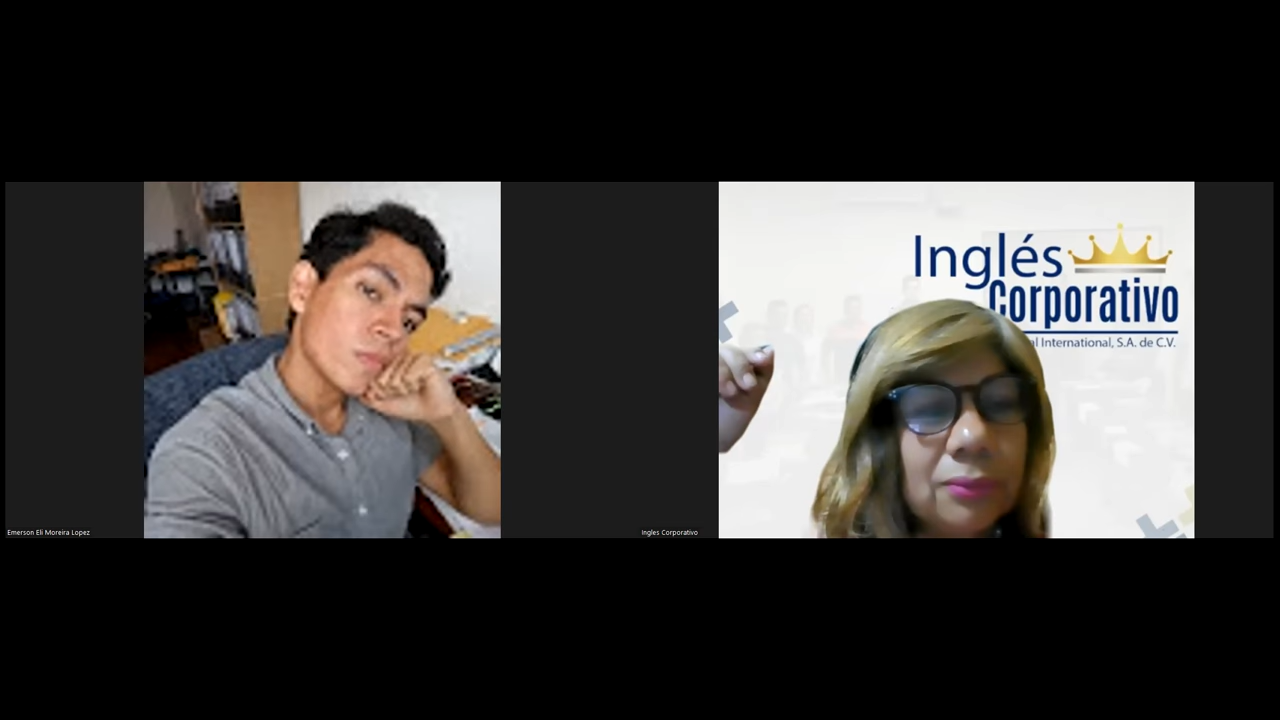 Inglés
Corporativo
al International, S.A. de C.V.
Emerson Eli Moreira Lopez
Ingles Corporativo